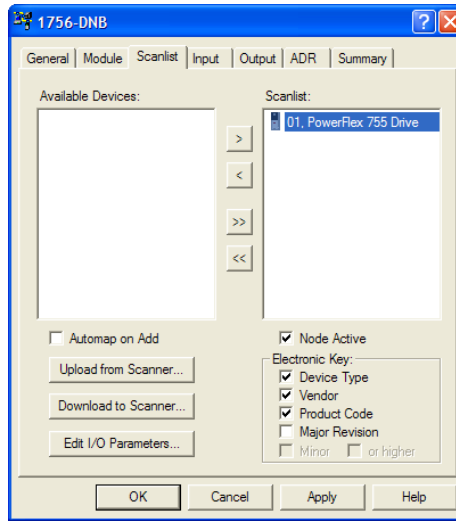 1756-DNB
General Module Scanlist Input Output ADR Summary
Available Devices: Scanlist:
01, PowerFlex 755 Drive
>
<
>>
<<
Automap on Add
Node Active
Upload from Scanner...
Download to Scanner...
Edit I/O Parameters...
Electronic Key:
Device Type
Vendor
Product Code
Major Revision
Minor or higher
OK Cancel Apply Help